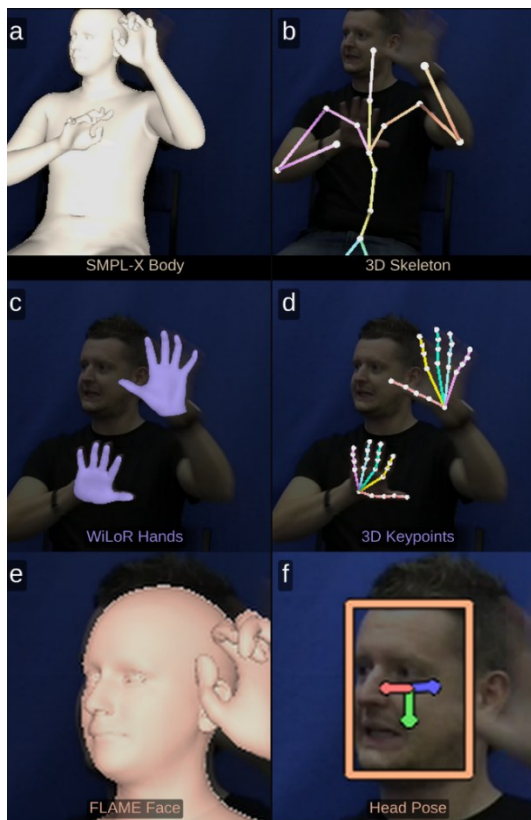 a
b
SMPL-X Body
3D Skeleton
c
d
WiLoR Hands
3D Keypoints
e
f
FLAME Face
Head Pose